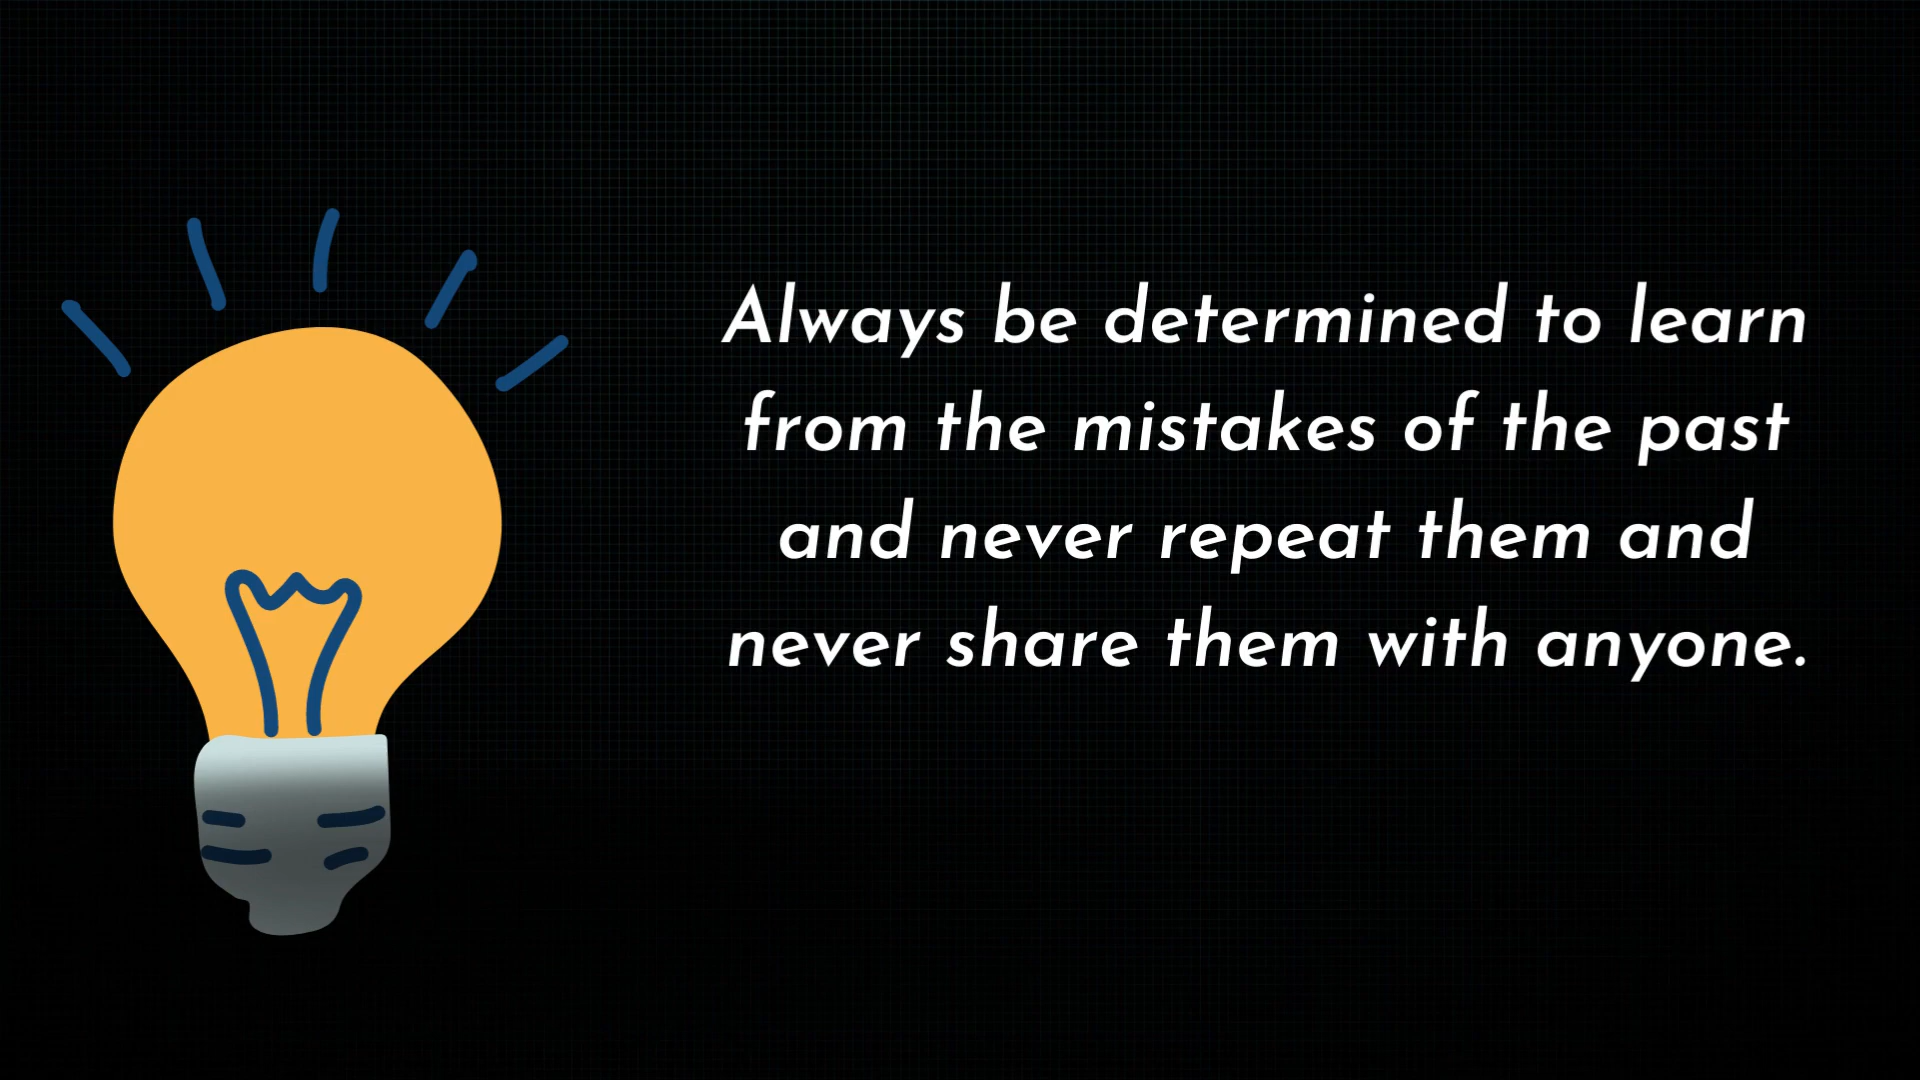 Always be determined to learn
from the mistakes of the past
and never repeat them and
never share them with anyone.